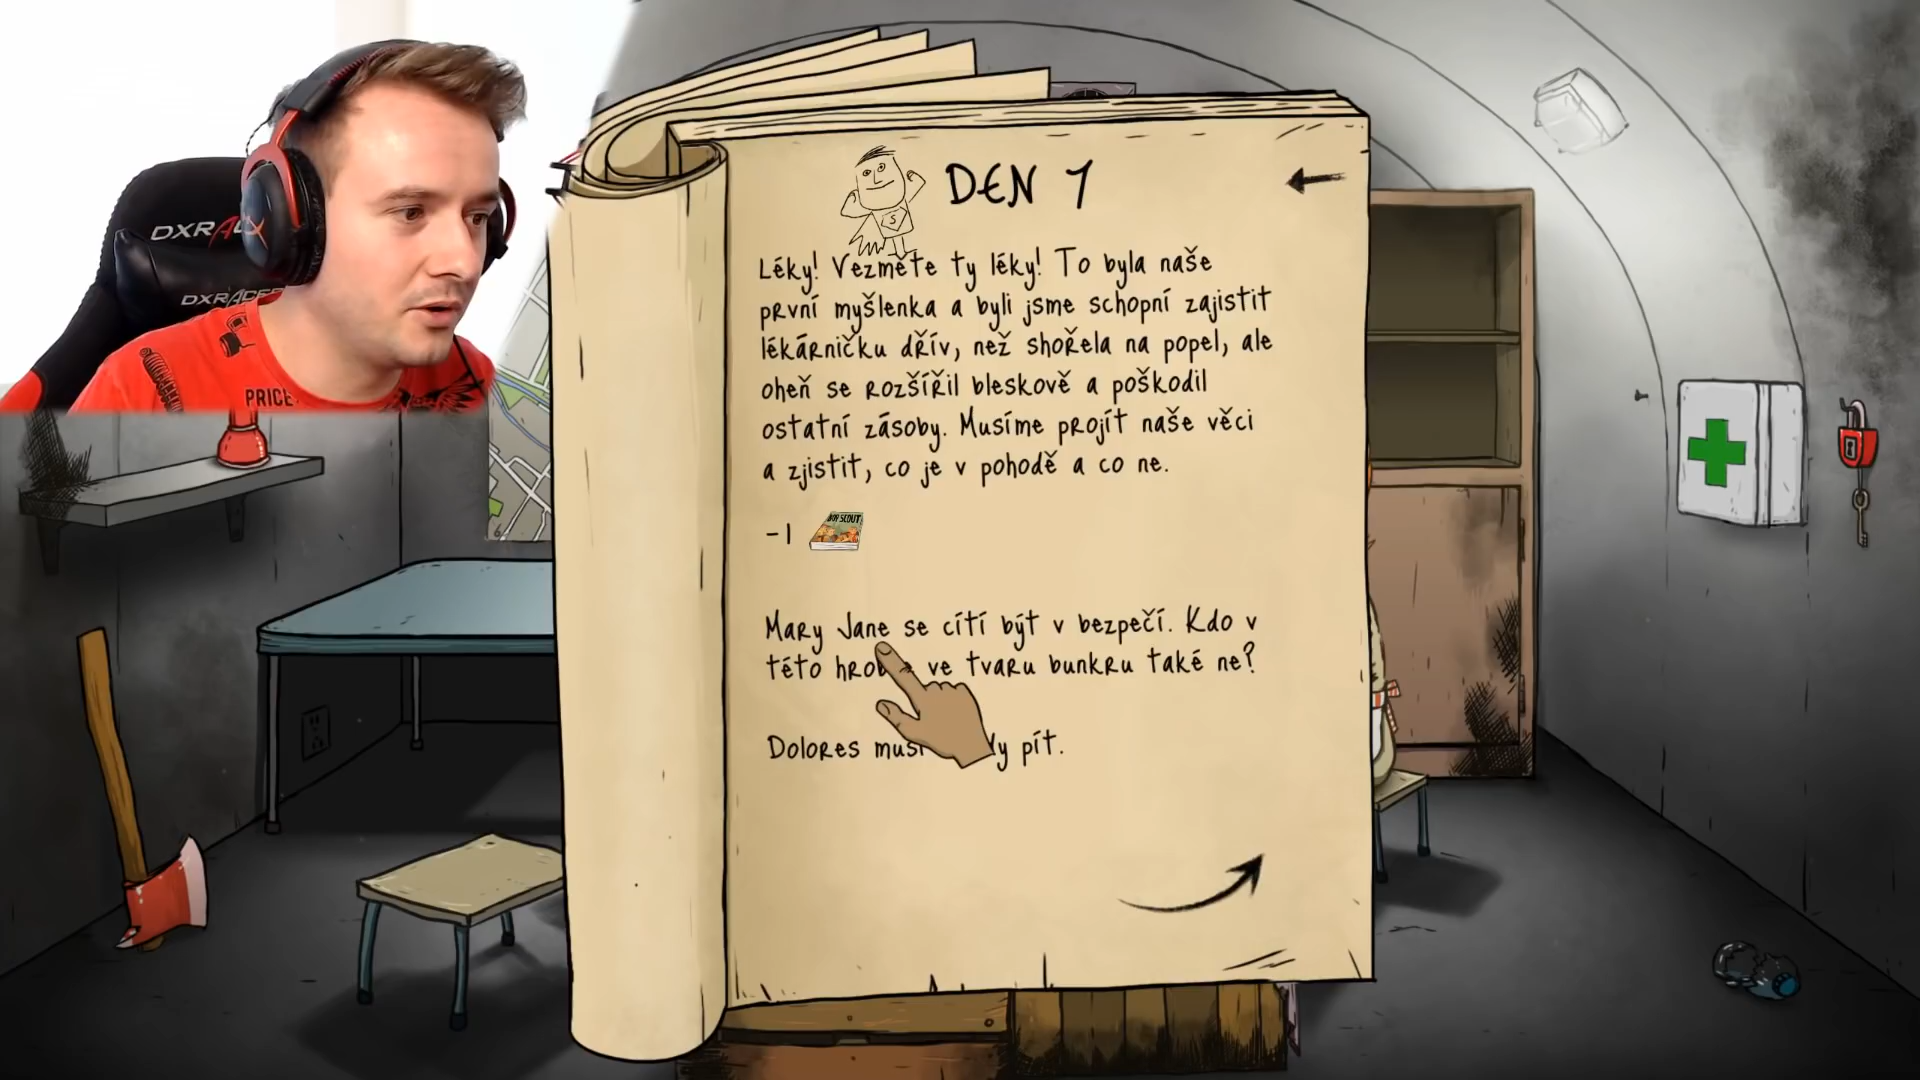 DEN 1
Léky! Vezměte ty léky! To byla naše
první myšlenka a byli jsme schopní zajistit
lékárničku dřív, než shořela na popel, ale
oheň se rozšířil bleskově a poškodil
ostatní zásoby. Musíme projít naše věci
a zjistit, co je v pohodě a co ne.
-1
BOY SCOUT
Mary Jane se cítí být v bezpečí. Kdo v
této ve tvaru bunkru také ne?
Dolores pít.
DXRACER
DXRACER
PRICE
S